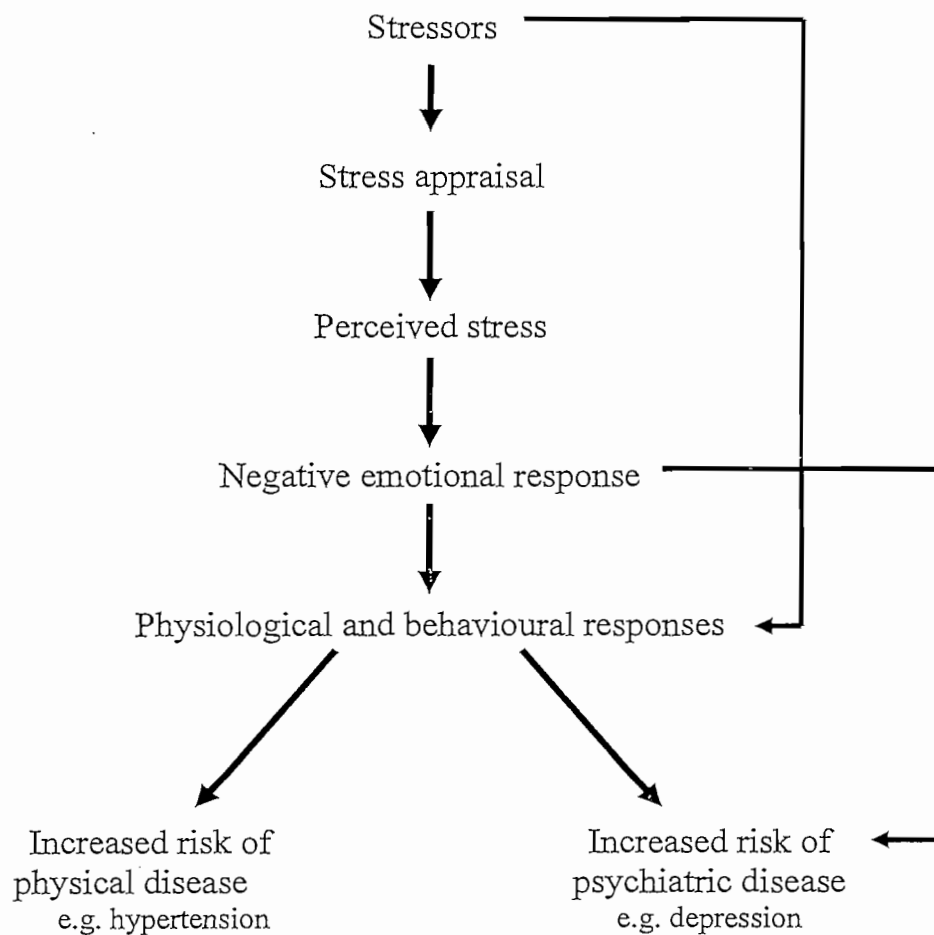 Stressors
Stress appraisal
Perceived stress
Negative emotional response
Physiological and behavioural responses
Increased risk of
physical disease
e.g. hypertension
Increased risk of
psychiatric disease
e.g. depression